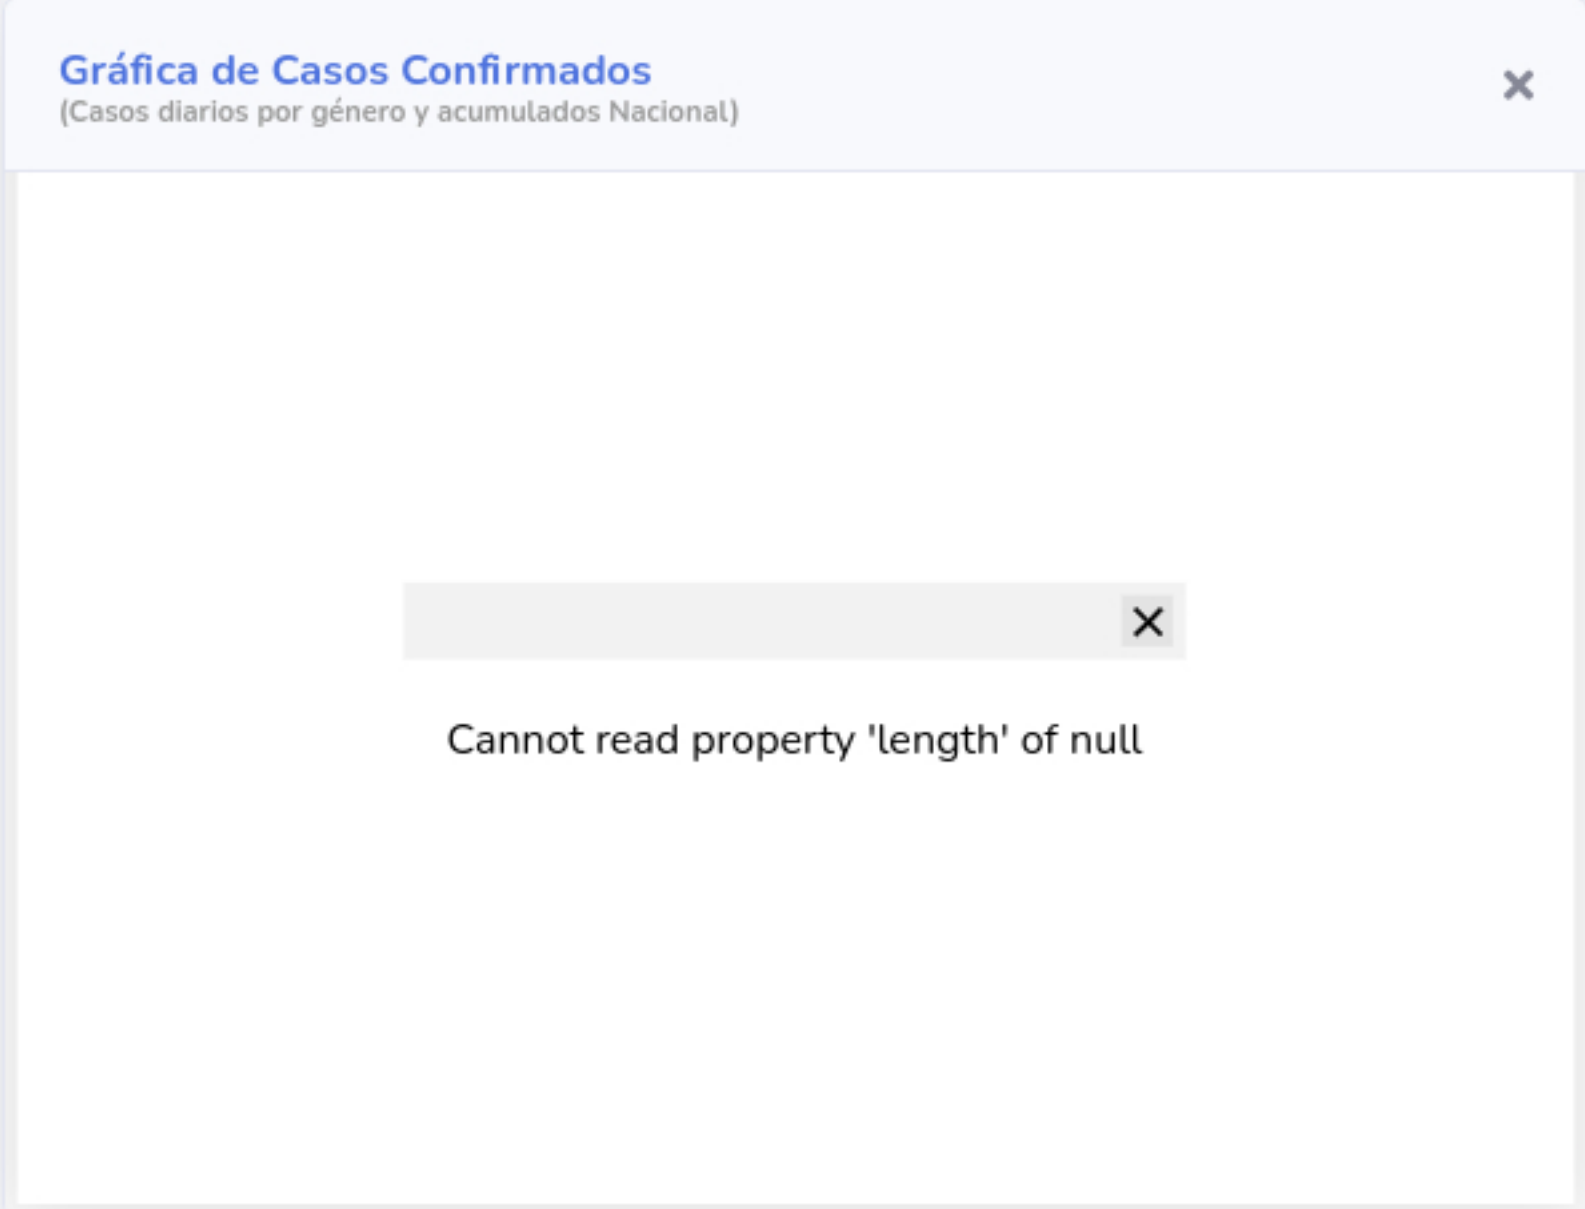 Gráfica de Casos Confirmados
(Casos diarios por género y acumulados Nacional)
Cannot read property 'length' of null